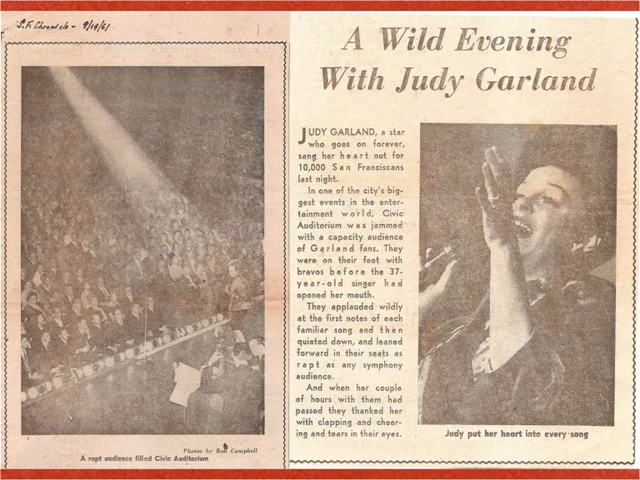 S.F. Chronicle - 9/14/61
A Wild Evening
With Judy Garland
JUDY GARLAND, a star
who goes on forever,
sang her heart out for
10,000 San Franciscans
last night.
In one of the city's big-
gest events in the enter-
tainment world, Civic
Auditorium was jammed
with a capacity audience
of Garland fans. They
were on their feet with
bravos before the 37-
year-old singer had
opened her mouth.
They applauded wildly
at the first notes of each
familiar song and then
quiated down, and leaned
forward in their seats as
rapt as any symphony
audience.
And when her couple
of hours with them had
passed they thanked her
with clapping and cheer-
ing and tears in their eyes.
Photos by Bob Campbell
A rapt audience filled Civic Auditorium
Judy put her heart into every song